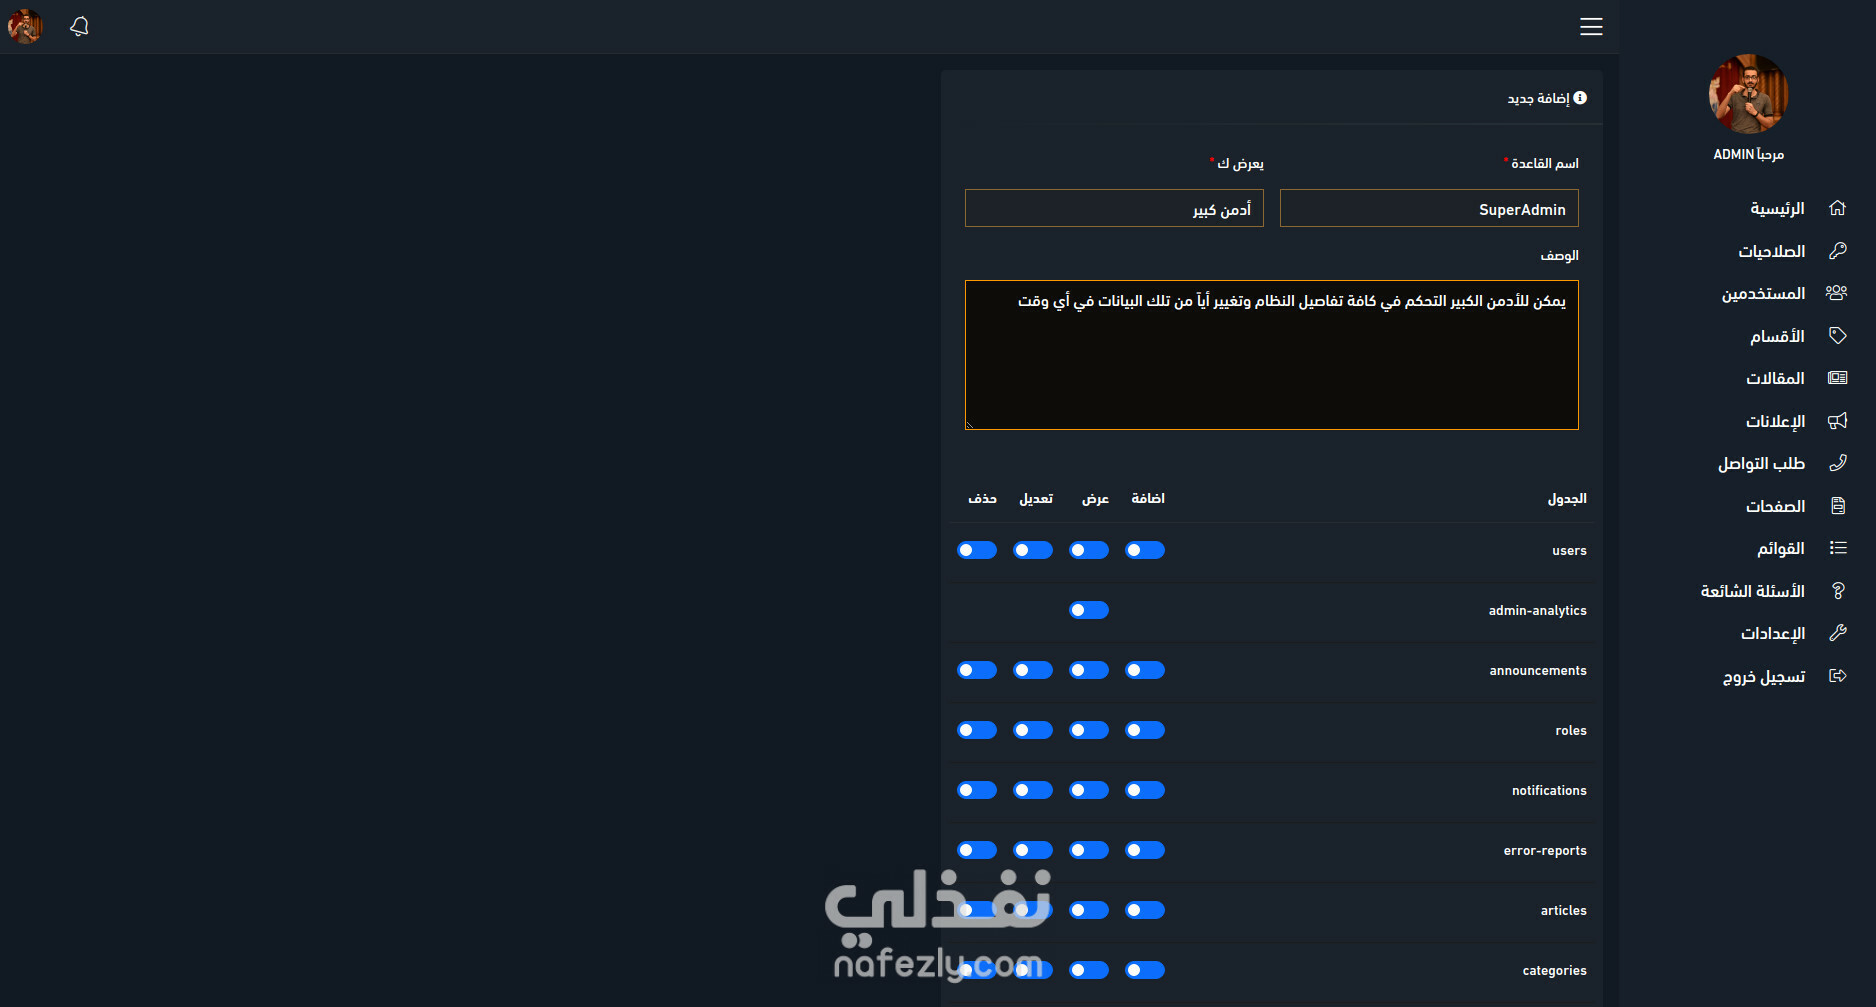 مرحباً ADMIN
الرئيسية
الصلاحيات
المستخدمين
الأقسام
المقالات
الإعلانات
طلب التواصل
الصفحات
القوائم
الأسئلة الشائعة
الإعدادات
تسجيل خروج
إضافة جديد
اسم القاعدة * يعرض ك *
SuperAdmin أدمن كبير
الوصف
يمكن للأدمن الكبير التحكم في كافة تفاصيل النظام وتغيير أياً من تلك البيانات في أي وقت
الجدول اضافة عرض تعديل حذف
users
admin-analytics
announcements
roles
notifications
error-reports
articles
categories
نفذلي
nafezly.com